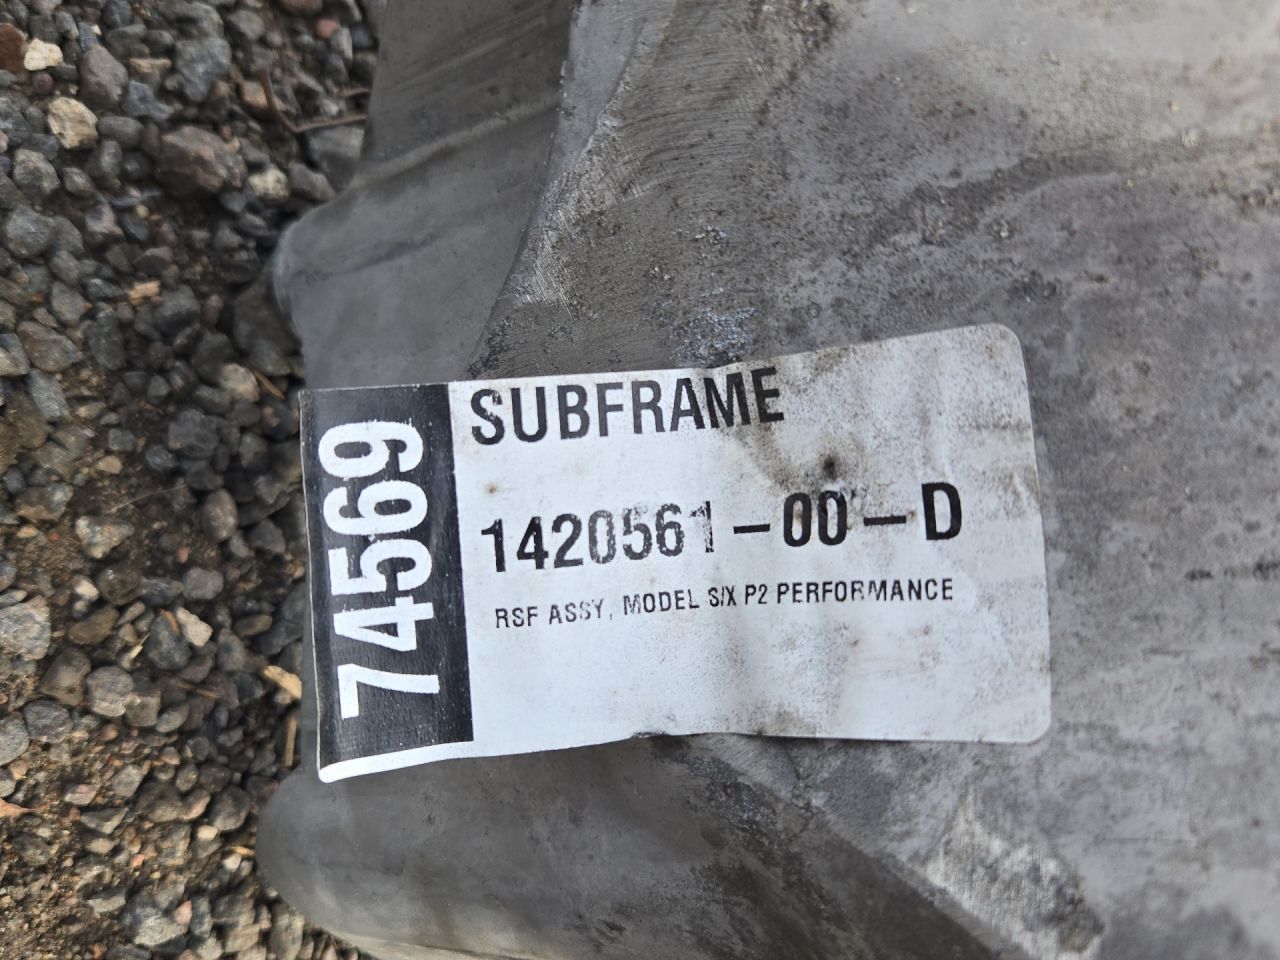 74569
SUBFRAME
1420561-00-D
RSF ASSY, MODEL S/X P2 PERFORMANCE